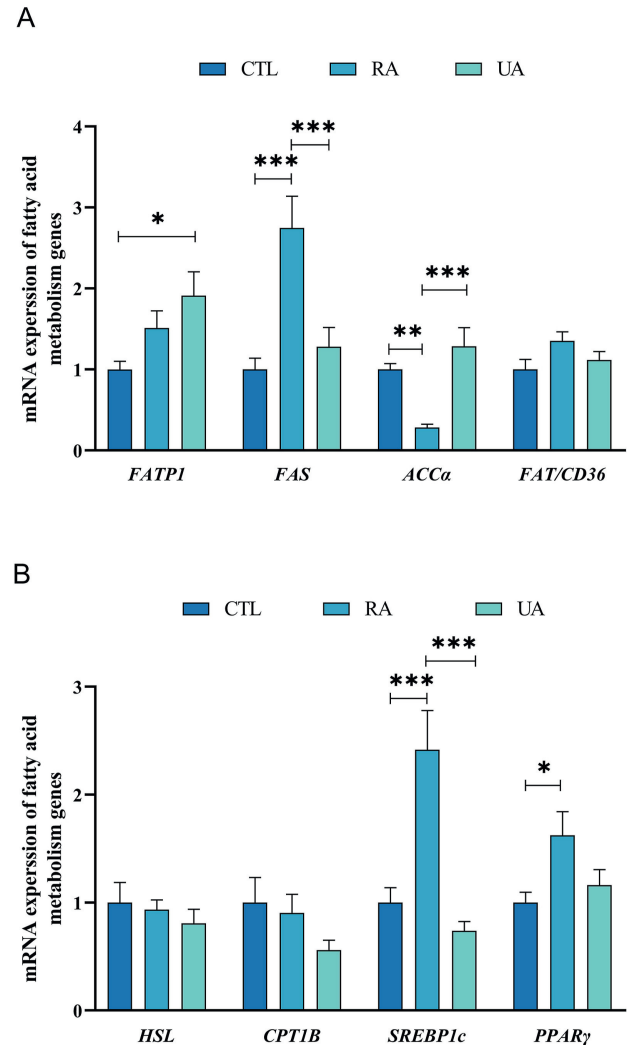 A
CTL RA UA
mRNA experssion of fatty acid
metabolism genes
4
3
2
1
0
*
***
***
**
***
FATP1 FAS ACCα FAT/CD36
B
CTL RA UA
mRNA experssion of fatty acid
metabolism genes
3
2
1
0
***
***
*
HSL CPT1B SREBP1c PPARγ